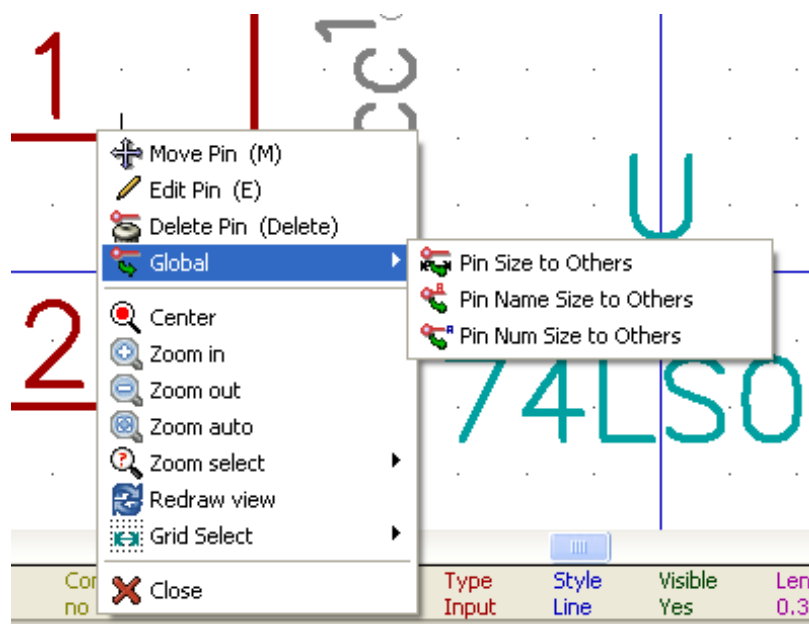 1
CC
Move Pin (M)
Edit Pin (E)
Delete Pin (Delete)
Global
Pin Size to Others
Pin Name Size to Others
Pin Num Size to Others
U
2
74LS0
Center
Zoom in
Zoom out
Zoom auto
Zoom select
Redraw view
Grid Select
Close
Type Style Visible
no Input Line Yes 0.3